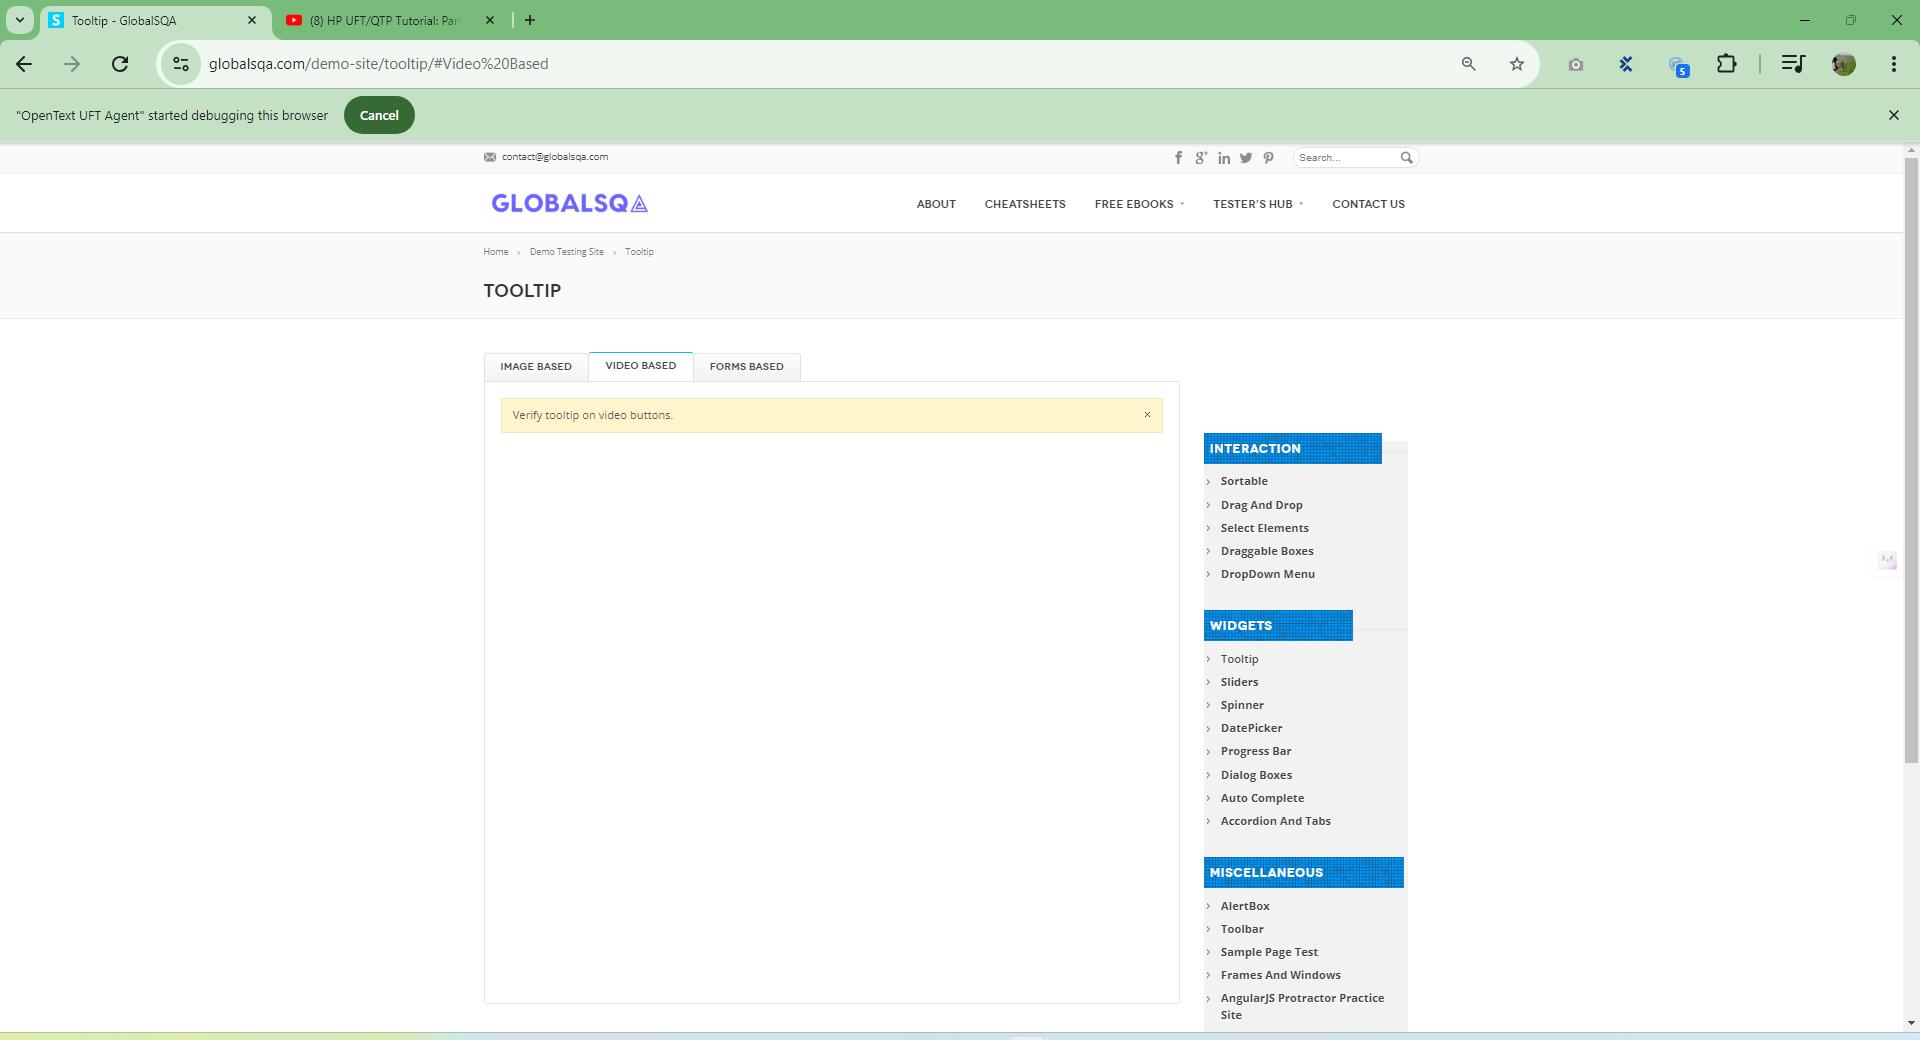 Tooltip - GlobalSQA
(8) HP UFT/QTP Tutorial: Par
globalsqa.com/demo-site/tooltip/#Video%20Based
5
"OpenText UFT Agent" started debugging this browser
Cancel
contact@globalsqa.com
Search...
GLOBALSQA
ABOUT
CHEATSHEETS
FREE EBOOKS
TESTER'S HUB
CONTACT US
Home › Demo Testing Site › Tooltip
TOOLTIP
IMAGE BASED
VIDEO BASED
FORMS BASED
Verify tooltip on video buttons.
INTERACTION
Sortable
Drag And Drop
Select Elements
Draggable Boxes
DropDown Menu
WIDGETS
Tooltip
Sliders
Spinner
DatePicker
Progress Bar
Dialog Boxes
Auto Complete
Accordion And Tabs
MISCELLANEOUS
AlertBox
Toolbar
Sample Page Test
Frames And Windows
AngularJS Protractor Practice
Site